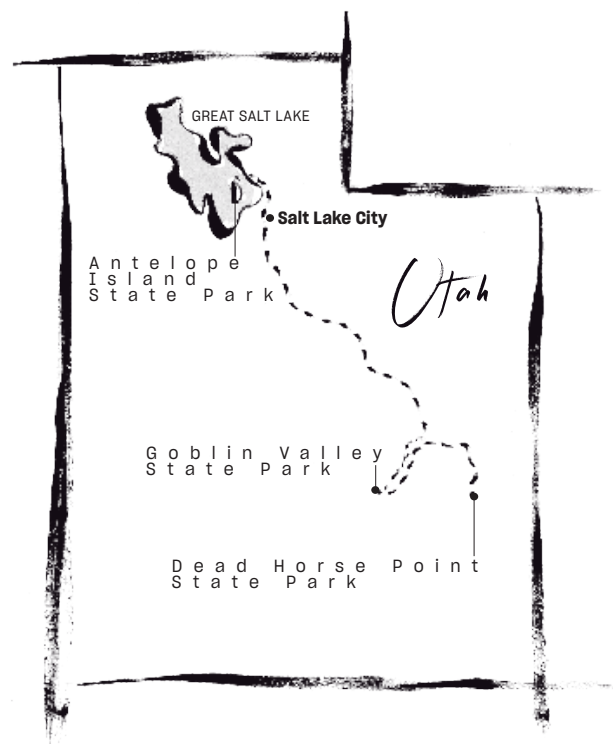 GREAT SALT LAKE
Salt Lake City
Antelope
Island
State Park
Utah
Goblin Valley
State Park
Dead Horse Point
State Park